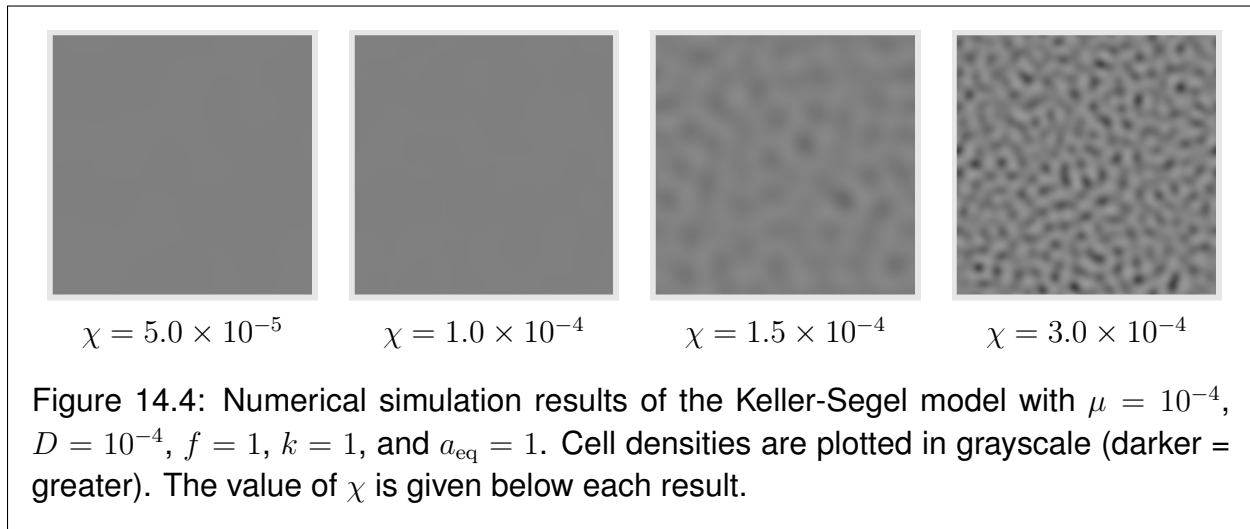 χ = 5.0 × 10⁻⁵
χ = 1.0 × 10⁻⁴
χ = 1.5 × 10⁻⁴
χ = 3.0 × 10⁻⁴
Figure 14.4: Numerical simulation results of the Keller-Segel model with μ = 10⁻⁴,
D = 10⁻⁴, f = 1, k = 1, and a_eq = 1. Cell densities are plotted in grayscale (darker =
greater). The value of χ is given below each result.